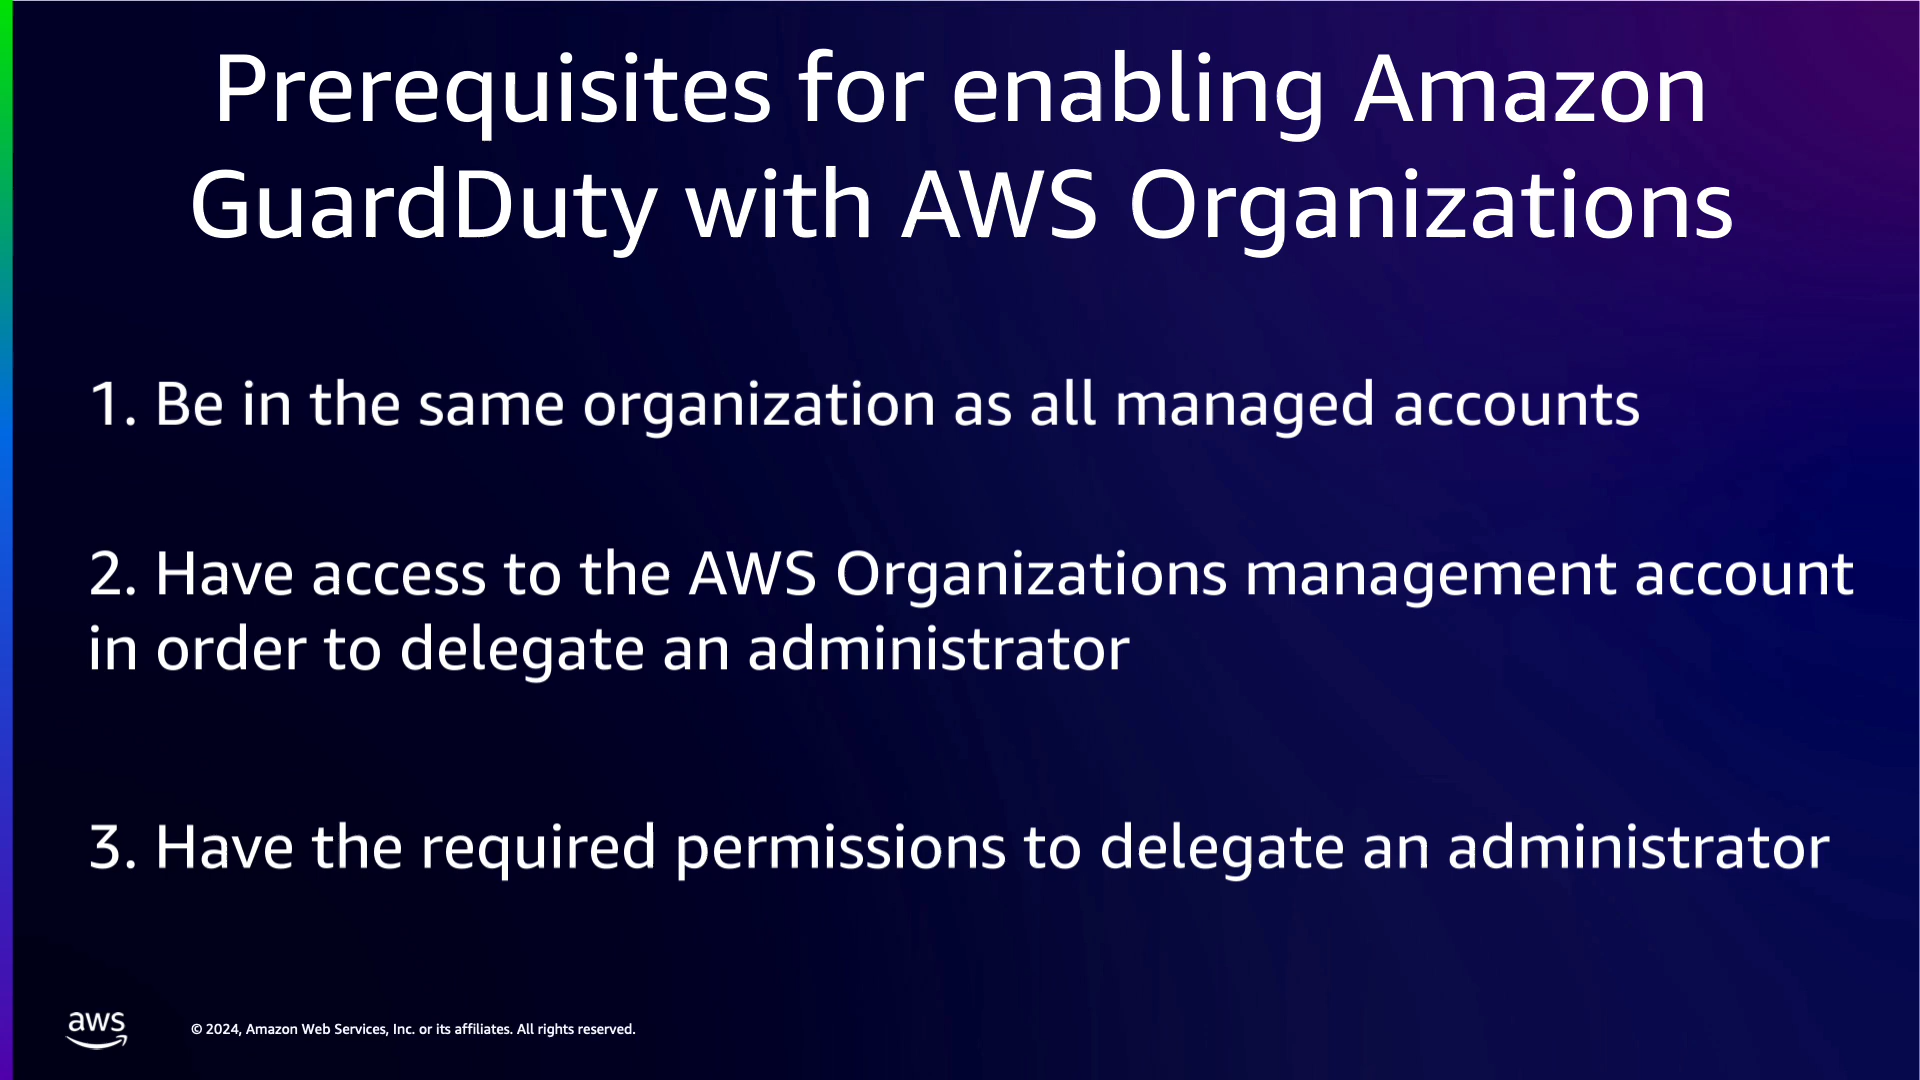 Prerequisites for enabling Amazon
GuardDuty with AWS Organizations
1. Be in the same organization as all managed accounts
2. Have access to the AWS Organizations management account
in order to delegate an administrator
3. Have the required permissions to delegate an administrator
aws
© 2024, Amazon Web Services, Inc. or its affiliates. All rights reserved.